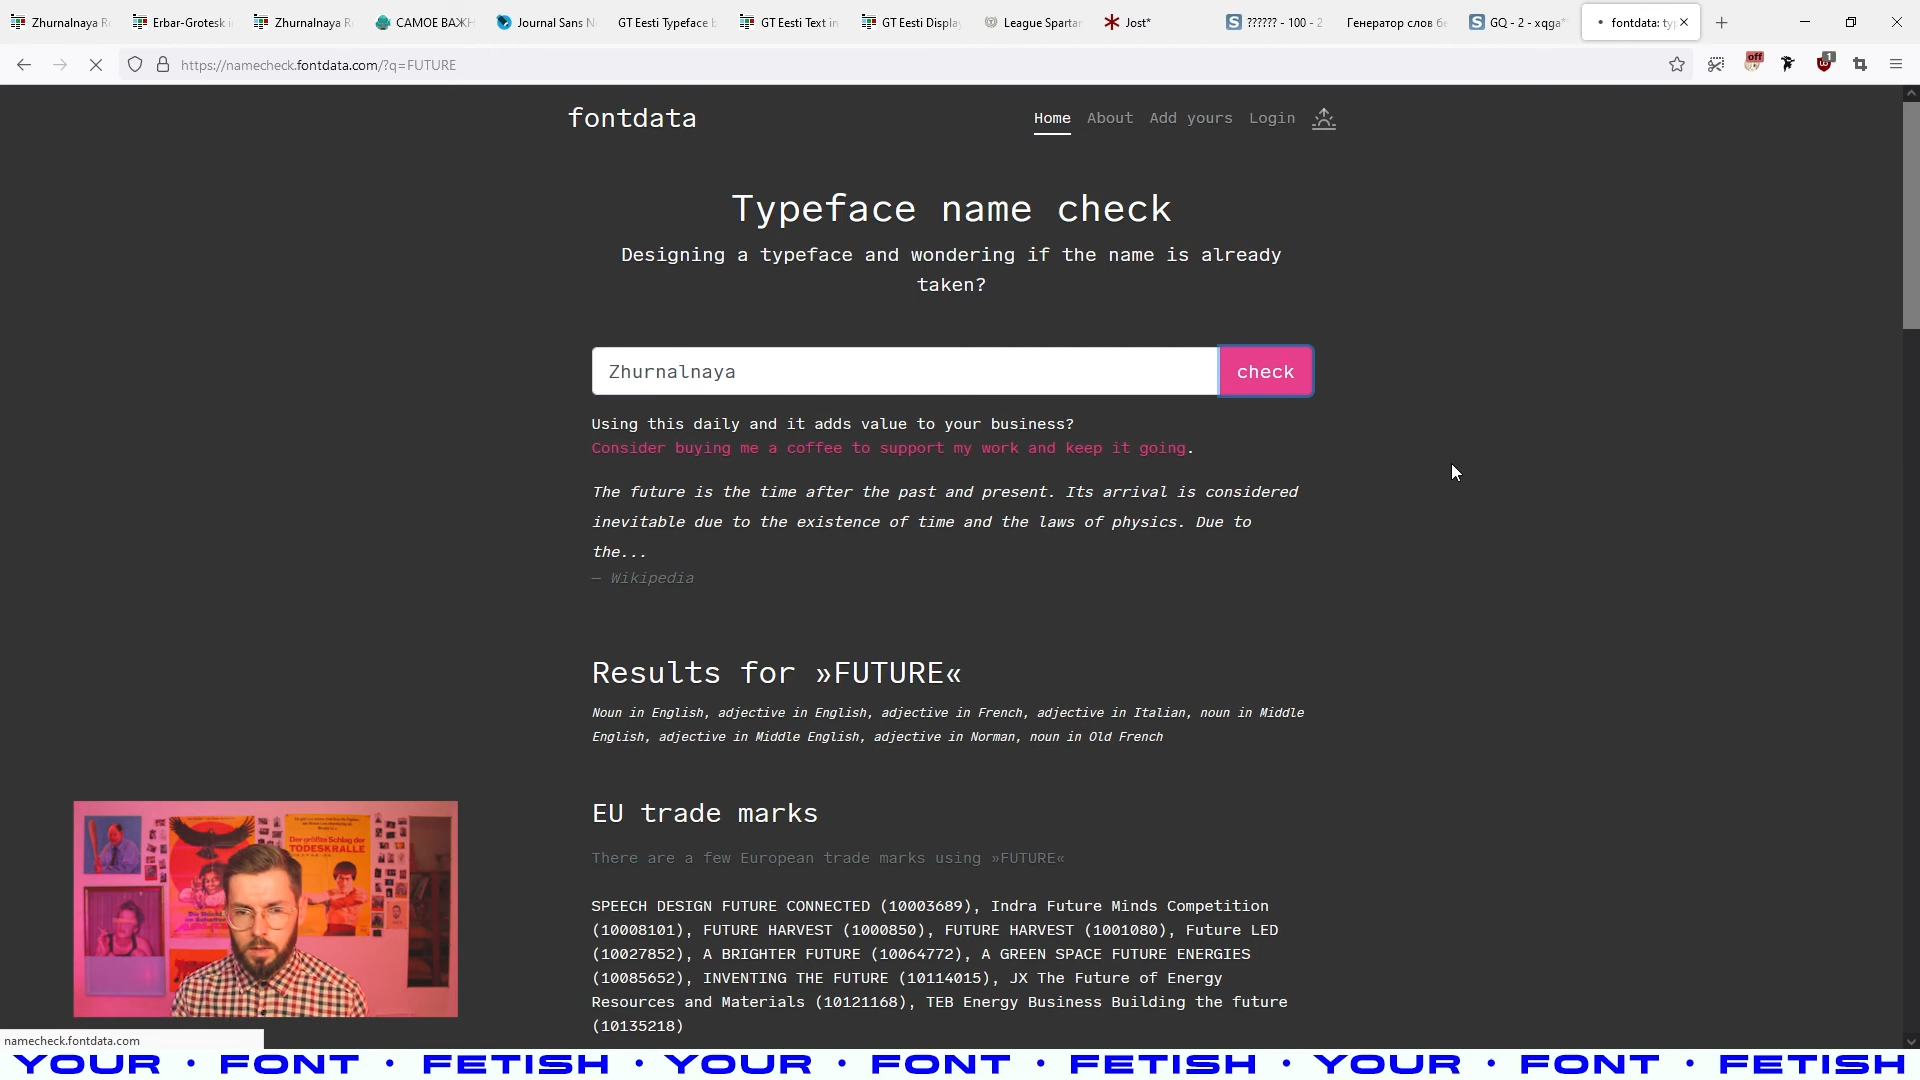 Zhurnalnaya R
Erbar-Grotesk i
Zhurnalnaya R
САМОЕ ВАЖН
Journal Sans N
GT Eesti Typeface b
GT Eesti Text in
GT Eesti Display
League Spartan
Jost*
?????? - 100 - 2
Генератор слов бе
GQ - 2 - xqga*
fontdata: ty
https://namecheck.fontdata.com/?q=FUTURE
off
1
fontdata
Home About Add yours Login
Typeface name check
Designing a typeface and wondering if the name is already
taken?
Zhurnalnaya
check
Using this daily and it adds value to your business?
Consider buying me a coffee to support my work and keep it going.
The future is the time after the past and present. Its arrival is considered
inevitable due to the existence of time and the laws of physics. Due to
the...
— Wikipedia
Results for »FUTURE«
Noun in English, adjective in English, adjective in French, adjective in Italian, noun in Middle
English, adjective in Middle English, adjective in Norman, noun in Old French
EU trade marks
There are a few European trade marks using »FUTURE«
SPEECH DESIGN FUTURE CONNECTED (10003689), Indra Future Minds Competition
(10008101), FUTURE HARVEST (1000850), FUTURE HARVEST (1001080), Future LED
(10027852), A BRIGHTER FUTURE (10064772), A GREEN SPACE FUTURE ENERGIES
(10085652), INVENTING THE FUTURE (10114015), JX The Future of Energy
Resources and Materials (10121168), TEB Energy Business Building the future
(10135218)
Der größte Schlag der
TODESKRALLE
namecheck.fontdata.com
YOUR • FONT • FETISH • YOUR • FONT • FETISH • YOUR • FONT • FETISH